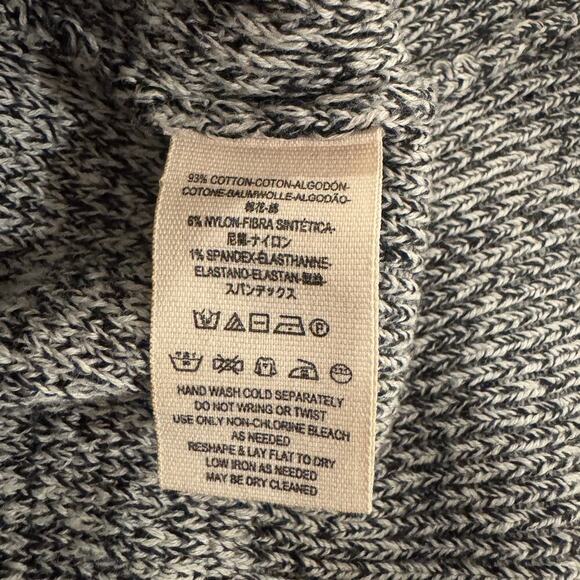 93% COTTON-COTON-ALGODÓN-
COTONE-BAUMWOLLE-ALGODÃO-
棉花-綿
6% NYLON-FIBRA SINTÉTICA-
尼龍-ナイロン
1% SPANDEX-ÉLASTHANNE-
ELASTANO-ELASTAN-
スパンデックス
P
HAND WASH COLD SEPARATELY
DO NOT WRING OR TWIST
USE ONLY NON-CHLORINE BLEACH
AS NEEDED
RESHAPE & LAY FLAT TO DRY
LOW IRON AS NEEDED
MAY BE DRY CLEANED